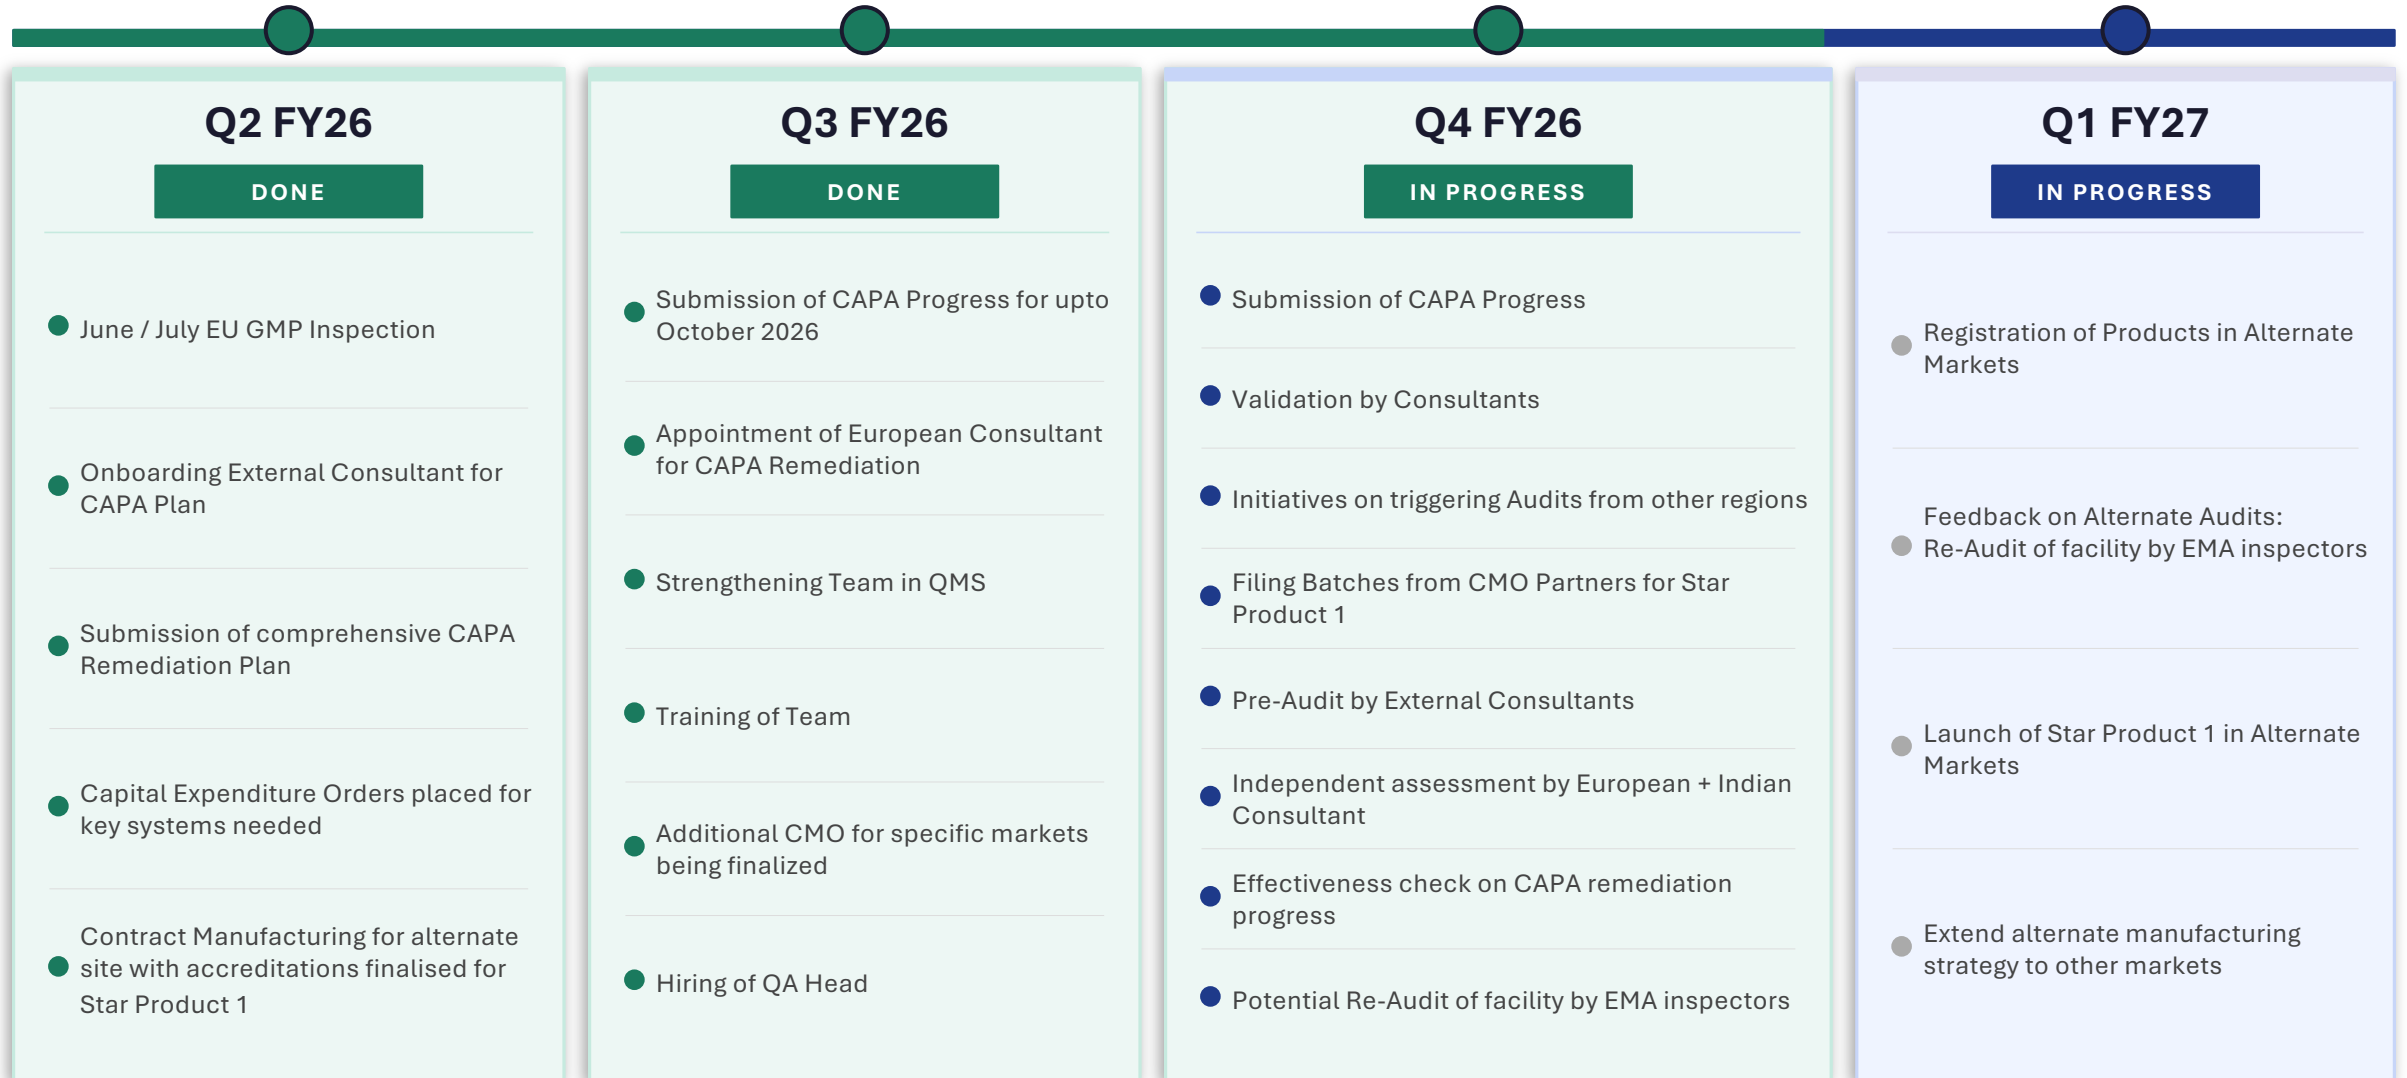 Q2 FY26
DONE
June / July EU GMP Inspection
Onboarding External Consultant for
CAPA Plan
Submission of comprehensive CAPA
Remediation Plan
Capital Expenditure Orders placed for
key systems needed
Contract Manufacturing for alternate
site with accreditations finalised for
Star Product 1
Q3 FY26
DONE
Submission of CAPA Progress for upto
October 2026
Appointment of European Consultant
for CAPA Remediation
Strengthening Team in QMS
Training of Team
Additional CMO for specific markets
being finalized
Hiring of QA Head
Q4 FY26
IN PROGRESS
Submission of CAPA Progress
Validation by Consultants
Initiatives on triggering Audits from other regions
Filing Batches from CMO Partners for Star
Product 1
Pre-Audit by External Consultants
Independent assessment by European + Indian
Consultant
Effectiveness check on CAPA remediation
progress
Potential Re-Audit of facility by EMA inspectors
Q1 FY27
IN PROGRESS
Registration of Products in Alternate
Markets
Feedback on Alternate Audits:
Re-Audit of facility by EMA inspectors
Launch of Star Product 1 in Alternate
Markets
Extend alternate manufacturing
strategy to other markets